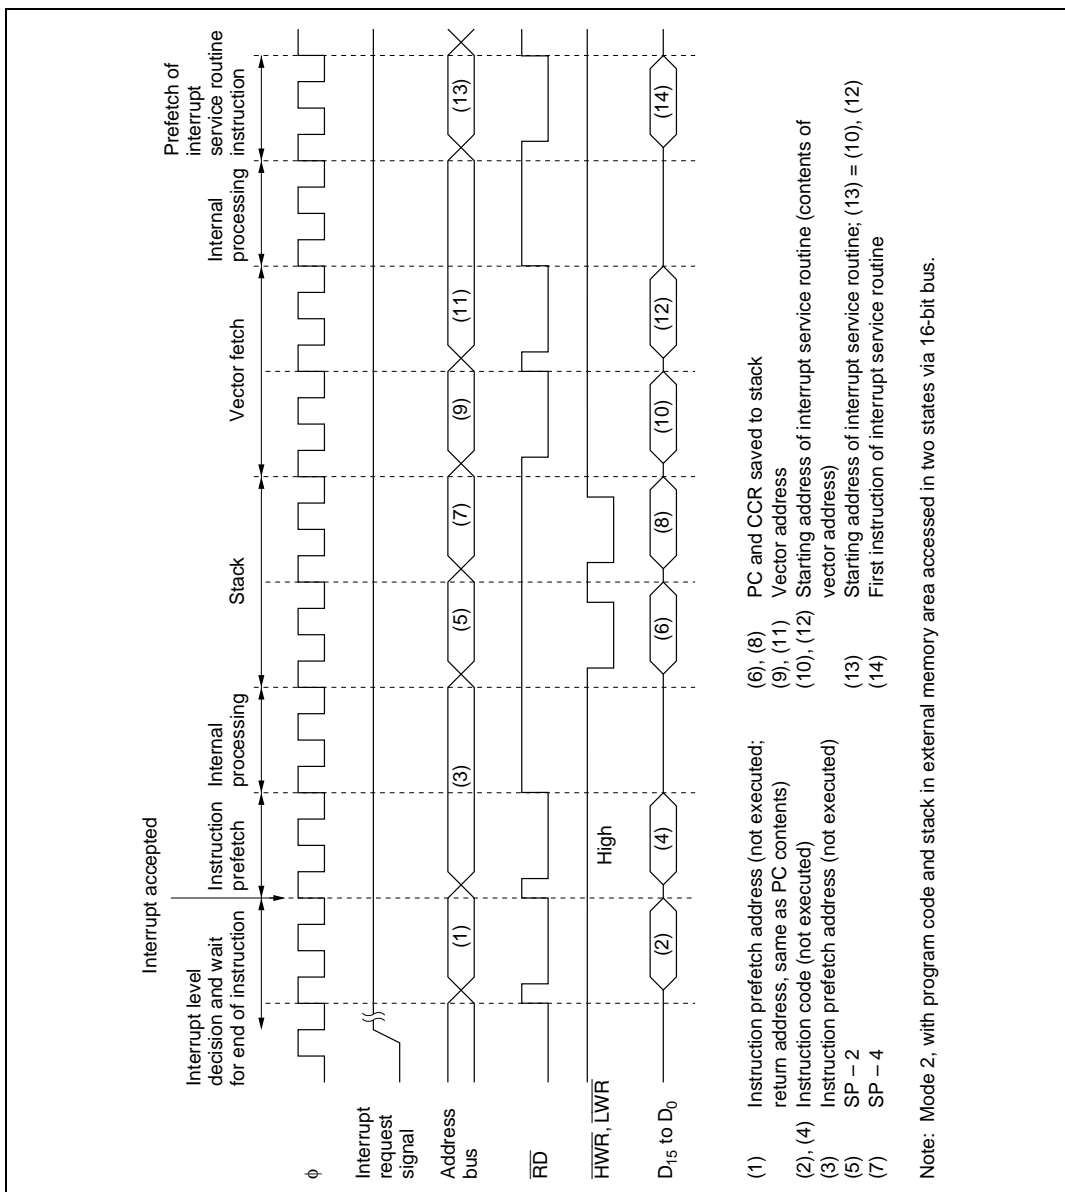 Interrupt accepted
Interrupt level
decision and wait
for end of instruction
Instruction
prefetch
Internal
processing
Stack
Vector fetch
Internal
processing
Prefetch of
interrupt
service routine
instruction
φ
Interrupt
request
signal
Address
bus
(1)
(3)
(5)
(7)
(9)
(11)
(13)
RD
HWR, LWR
High
D15 to D0
(2)
(4)
(6)
(8)
(10)
(12)
(14)
(1) Instruction prefetch address (not executed;
return address, same as PC contents)
(2), (4) Instruction code (not executed)
(3) Instruction prefetch address (not executed)
(5) SP – 2
(7) SP – 4
(6), (8) PC and CCR saved to stack
(9), (11) Vector address
(10), (12) Starting address of interrupt service routine (contents of
vector address)
(13) Starting address of interrupt service routine; (13) = (10), (12)
(14) First instruction of interrupt service routine
Note: Mode 2, with program code and stack in external memory area accessed in two states via 16-bit bus.